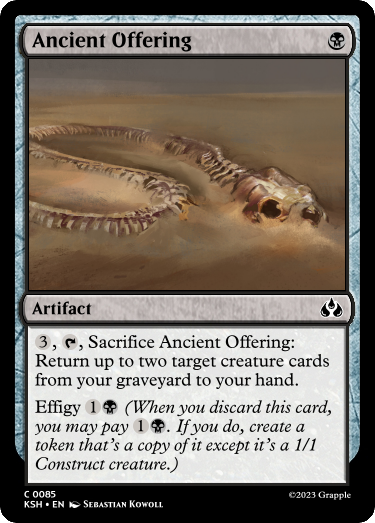 Ancient Offering
Artifact
3, , Sacrifice Ancient Offering:
Return up to two target creature cards
from your graveyard to your hand.
Effigy 1 (When you discard this card,
you may pay 1 . If you do, create a
token that's a copy of it except it's a 1/1
Construct creature.)
C 0085
KSH • EN Sebastian Kowoll
©2023 Grapple